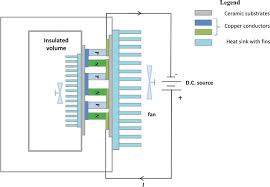 Legend
Ceramic substrates
Copper conductors
Heat sink with fins
Insulated
volume
D.C. source
-
+
fan
I